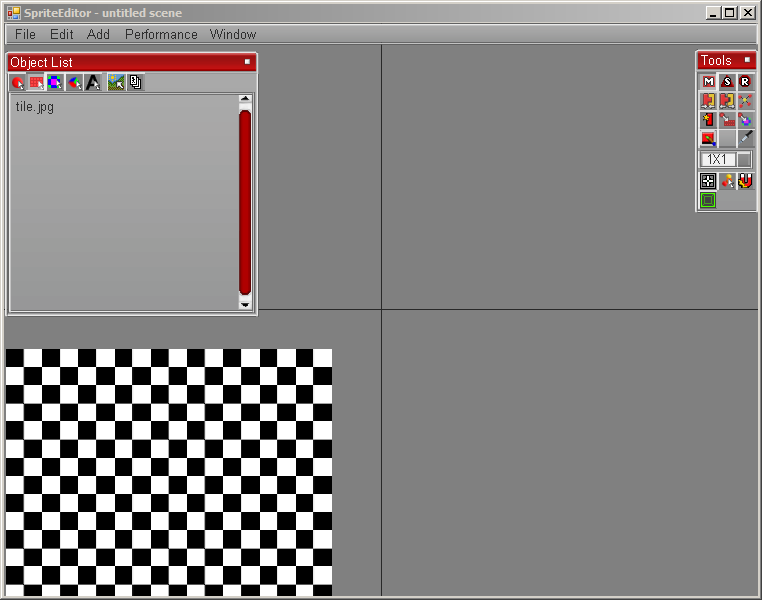 SpriteEditor - untitled scene
File Edit Add Performance Window
Object List
Tools
tile.jpg
M S R
1X1